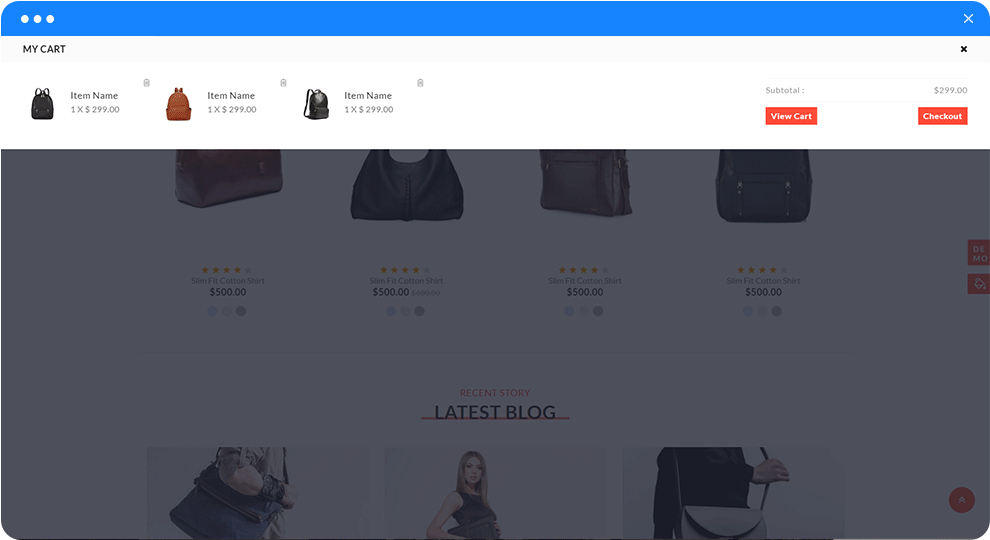 MY CART
Item Name
1 X $ 299.00
Item Name
1 X $ 299.00
Item Name
1 X $ 299.00
Subtotal :
$299.00
View Cart
Checkout
DE
MO
Slim Fit Cotton Shirt
$500.00
Slim Fit Cotton Shirt
$500.00
Slim Fit Cotton Shirt
$500.00
Slim Fit Cotton Shirt
$500.00
RECENT STORY
LATEST BLOG